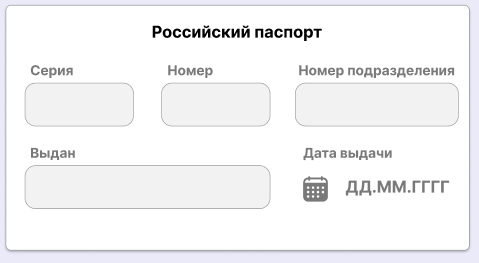 Российский паспорт
Серия
Номер
Номер подразделения
Выдан
Дата выдачи
ДД.ММ.ГГГГ